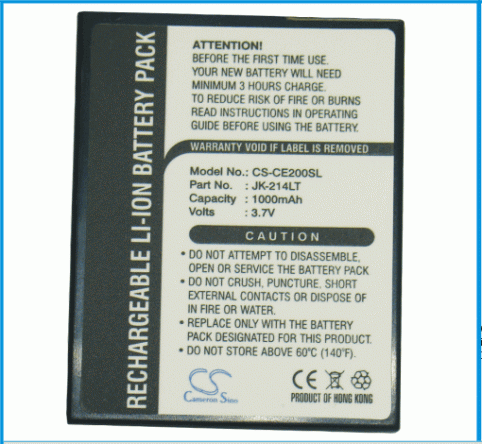 RECHARGEABLE LI-ION BATTERY PACK
ATTENTION!
BEFORE THE FIRST TIME USE.
YOUR NEW BATTERY WILL NEED
MINIMUM 3 HOURS CHARGING.
TO REDUCE RISK OF FIRE OR BURNS
READ INSTRUCTIONS CAREFULLY
IN USING THE BATTERY.
WARRANTY VOID IF LABEL IS REMOVED
Model No. : CS-CE200SL
Part No. : JK-214LT
Capacity : 1000mAh
Volts : 3.7V
CAUTION
• DO NOT ATTEMPT TO DISASSEMBLE,
OPEN OR SERVICE THE BATTERY PACK
• DO NOT CRUSH, PUNCTURE, SHORT
EXTERNAL CONTACTS OR DISPOSE OF
IN FIRE OR WATER.
• REPLACE ONLY WITH THE BATTERY
PACK DESIGNATED FOR THIS PRODUCT.
• DO NOT STORE ABOVE 60°C (140°F).
CS
Cameron Sino
CE
PRODUCT OF HONG KONG